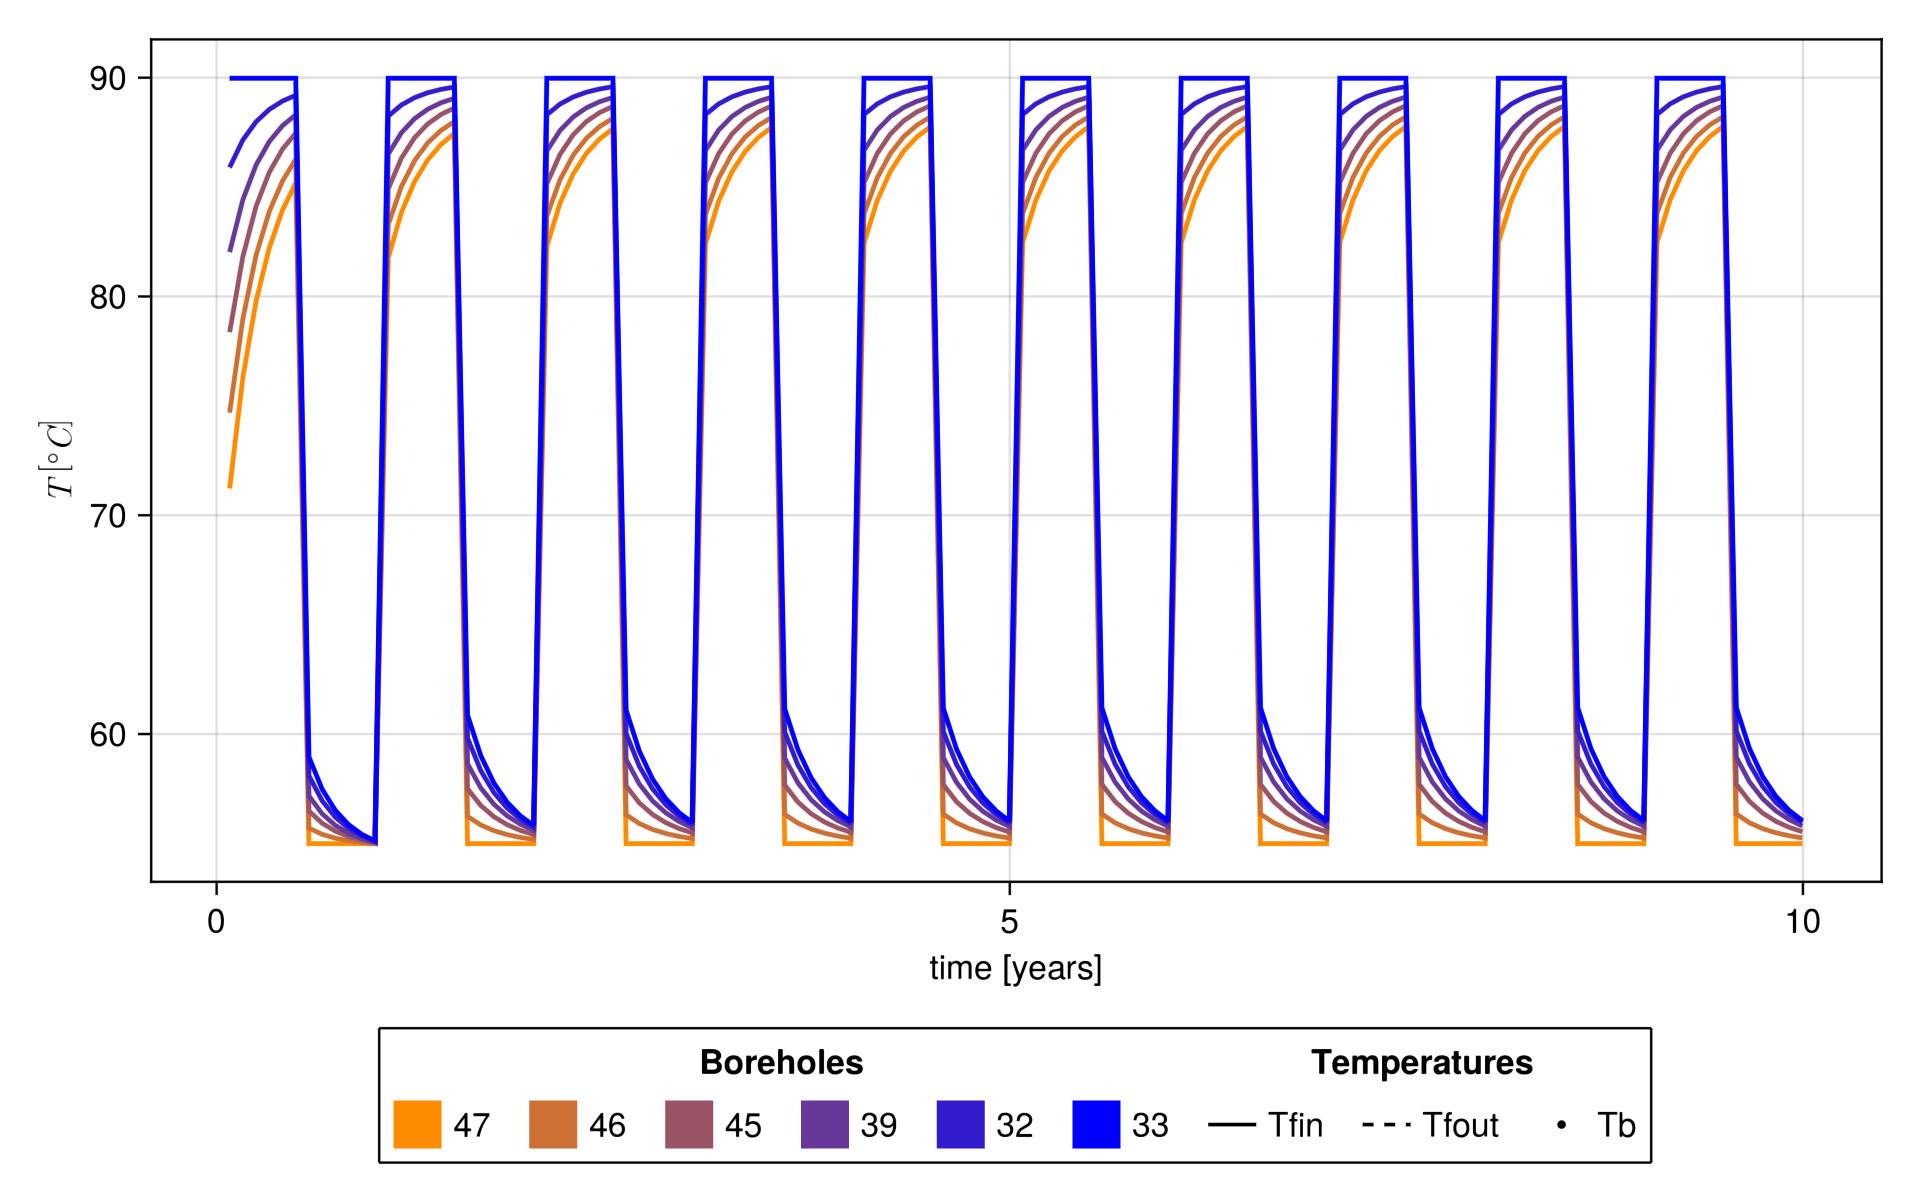 90
80
70
60
T [°C]
0 5 10
time [years]
Boreholes Temperatures
47 46 45 39 32 33 Tfin Tfout Tb